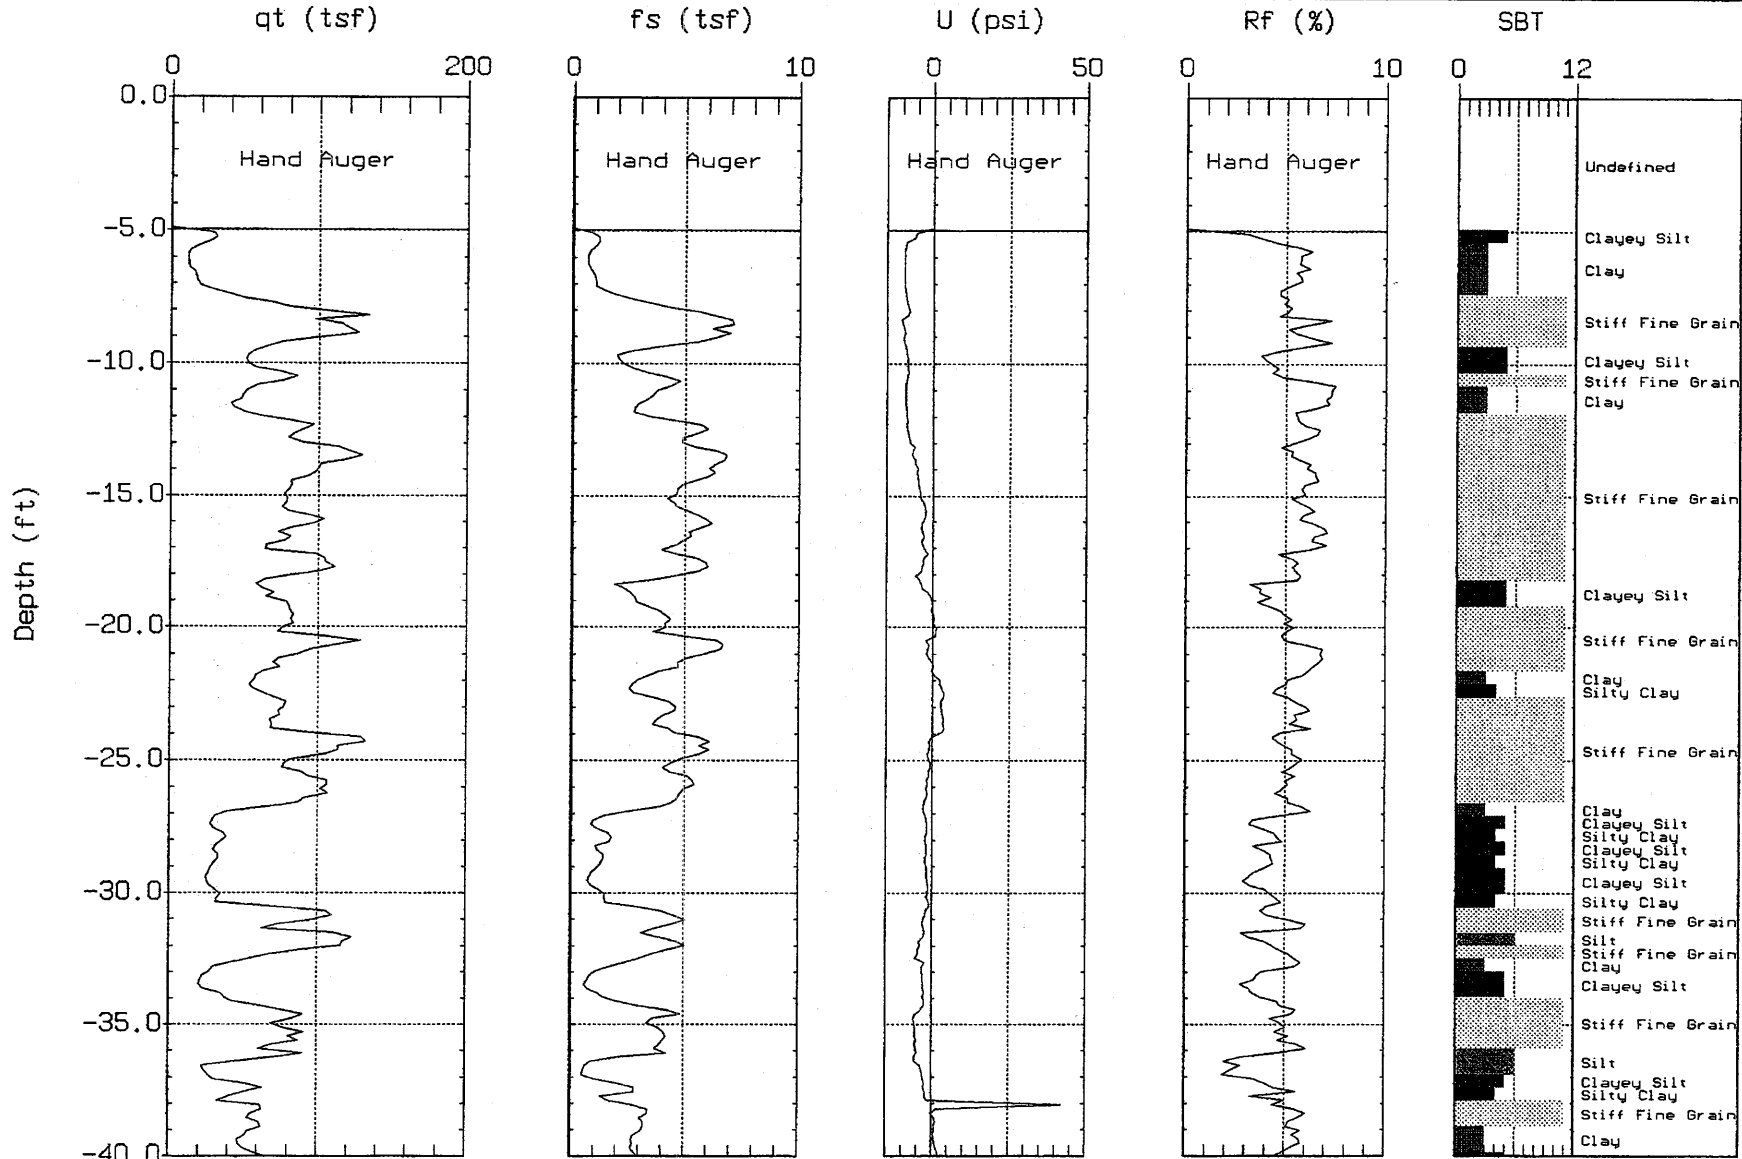 qt (tsf) fs (tsf) U (psi) Rf (%) SBT
0 200 0 10 0 50 0 10 0 12
0.0
Hand Auger Hand Auger Hand Auger Hand Auger
Undefined
-5.0
Clayey Silt
Clay
Stiff Fine Grain
-10.0
Clayey Silt
Stiff Fine Grain
Clay
-15.0
Stiff Fine Grain
Depth (ft)
Clayey Silt
-20.0
Stiff Fine Grain
Clay
Silty Clay
-25.0
Stiff Fine Grain
Clay
Clayey Silt
Silty Clay
Clayey Silt
Silty Clay
-30.0
Clayey Silt
Silty Clay
Stiff Fine Grain
Silt
Stiff Fine Grain
Clay
Clayey Silt
-35.0
Stiff Fine Grain
Silt
Clayey Silt
Silty Clay
Stiff Fine Grain
Clay
-40.0